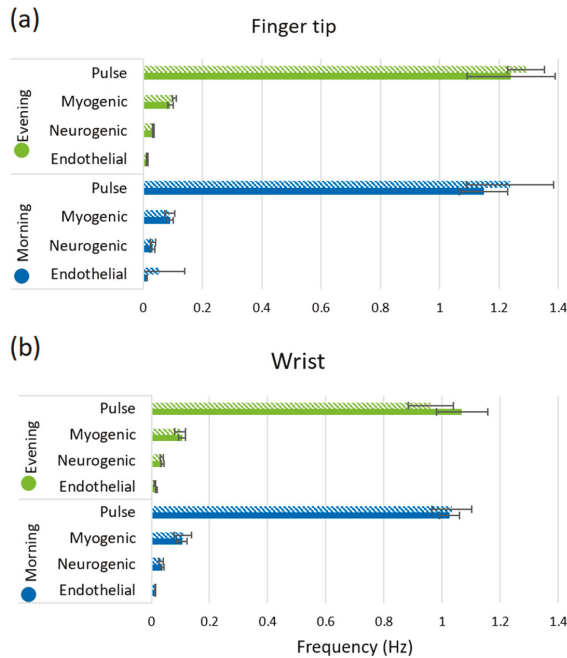 (a)
Finger tip
Evening
Pulse
Myogenic
Neurogenic
Endothelial
Morning
Pulse
Myogenic
Neurogenic
Endothelial
0 0.2 0.4 0.6 0.8 1 1.2 1.4
(b)
Wrist
Evening
Pulse
Myogenic
Neurogenic
Endothelial
Morning
Pulse
Myogenic
Neurogenic
Endothelial
0 0.2 0.4 0.6 0.8 1 1.2 1.4
Frequency (Hz)